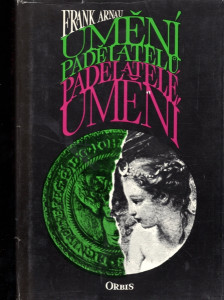 FRANK ARNAU
UMĚNÍ
PADĚLATELŮ
PADĚLATELÉ
UMĚNÍ
ORBIS